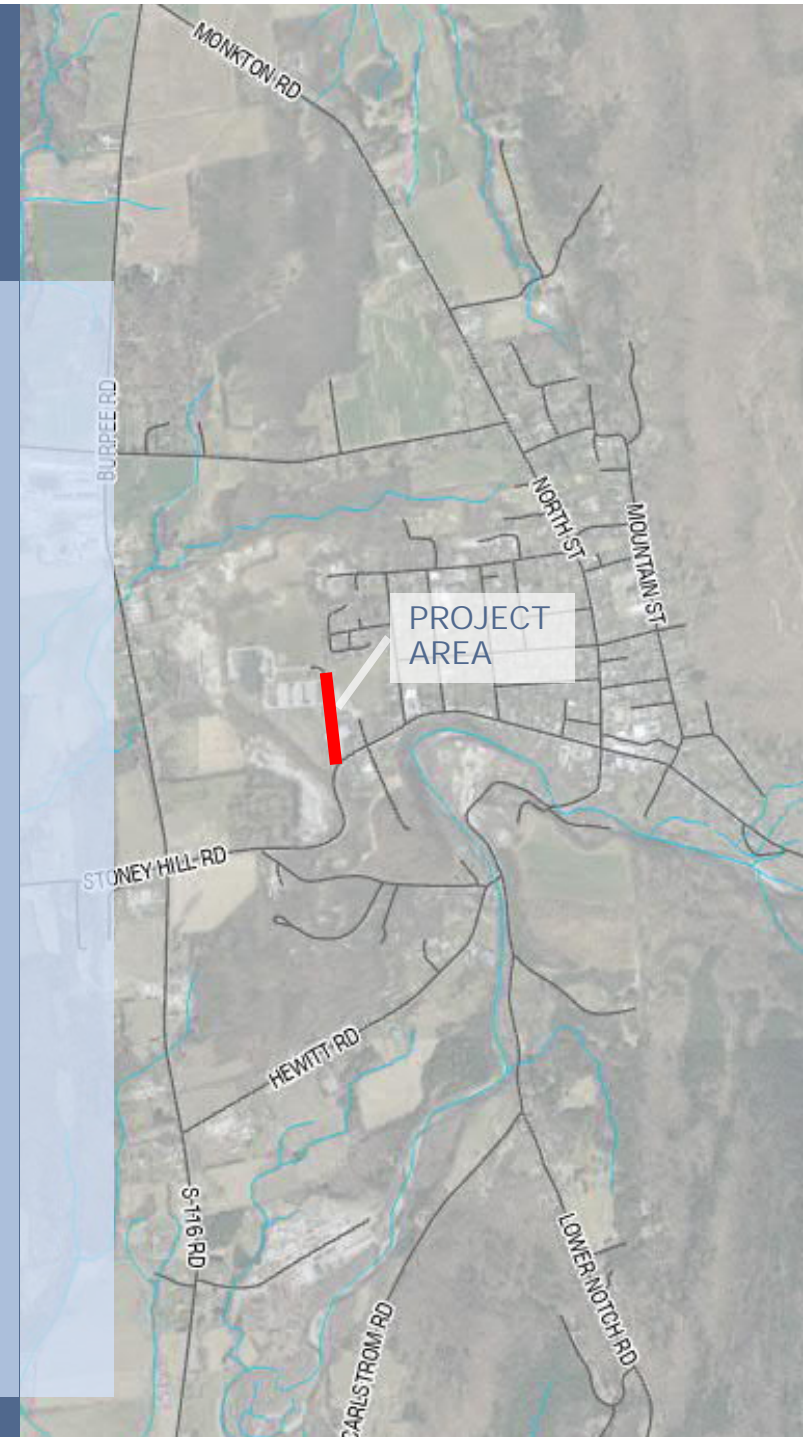 MONKTON RD
BURPEE RD
NORTH ST
MOUNTAIN ST
PROJECT
AREA
STONEY HILL RD
HEWITT RD
S 116 RD
LOWER NOTCH RD
CARLSTROM RD